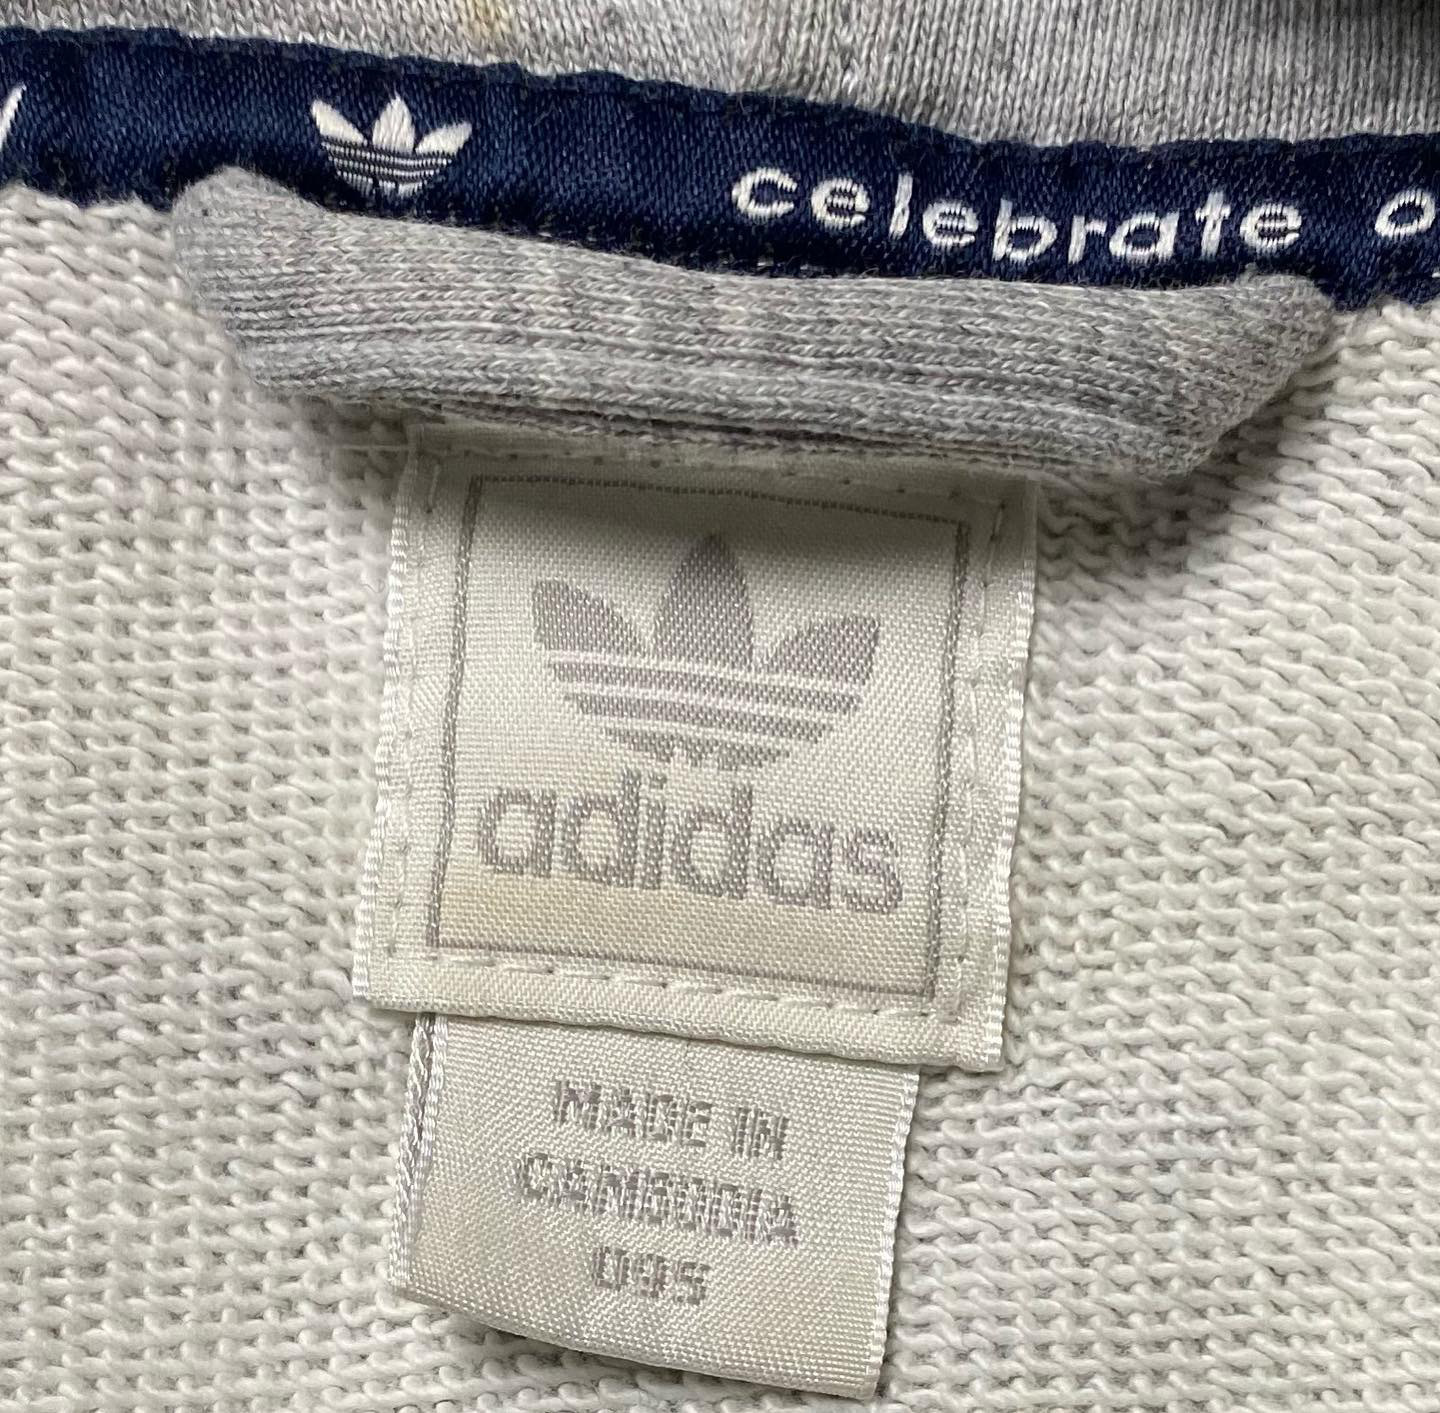 celebrate o
adidas
MADE IN
CAMBODIA
095